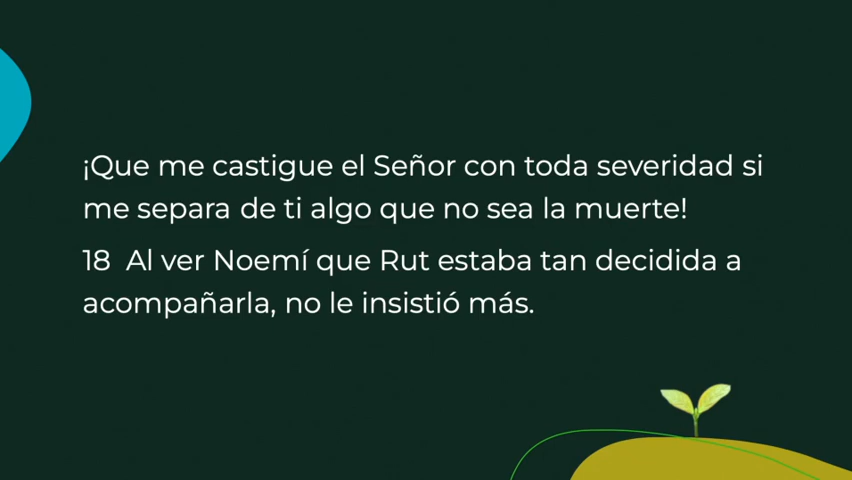 ¡Que me castigue el Señor con toda severidad si
me separa de ti algo que no sea la muerte!
18  Al ver Noemí que Rut estaba tan decidida a
acompañarla, no le insistió más.